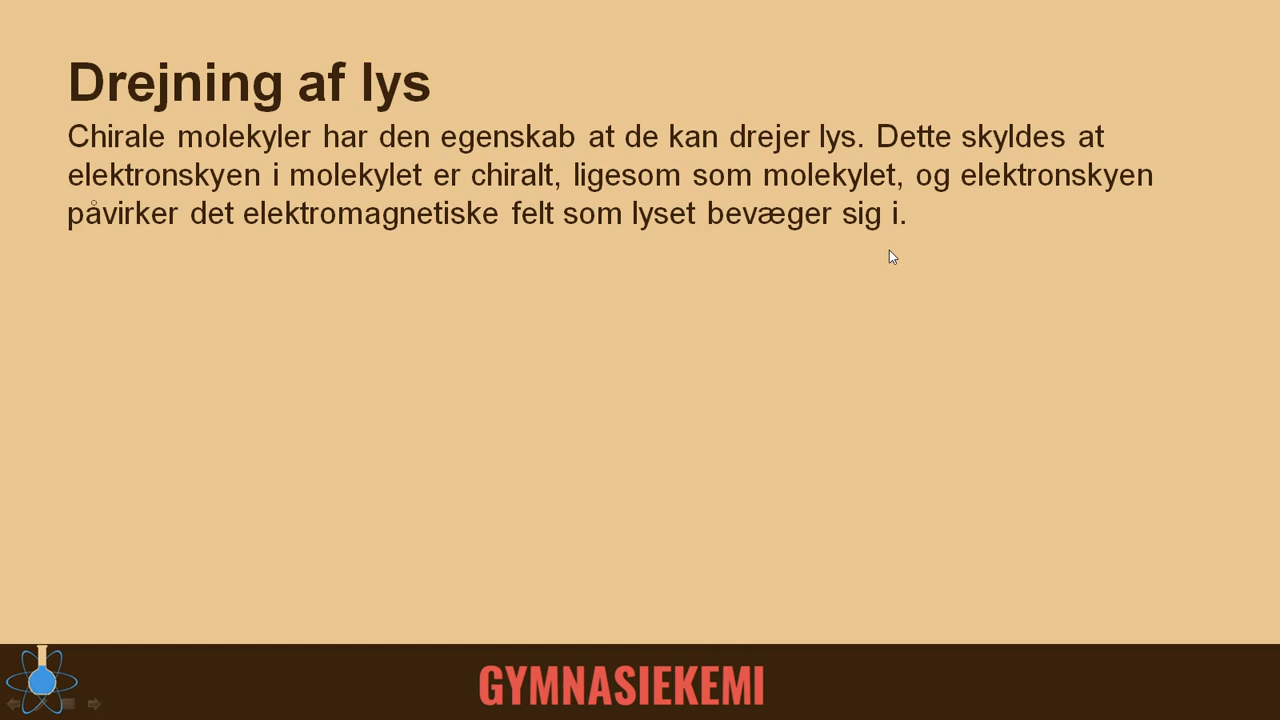 Drejning af lys
Chirale molekyler har den egenskab at de kan drejer lys. Dette skyldes at
elektronskyen i molekylet er chiralt, ligesom som molekylet, og elektronskyen
påvirker det elektromagnetiske felt som lyset bevæger sig i.
GYMNASIEKEMI